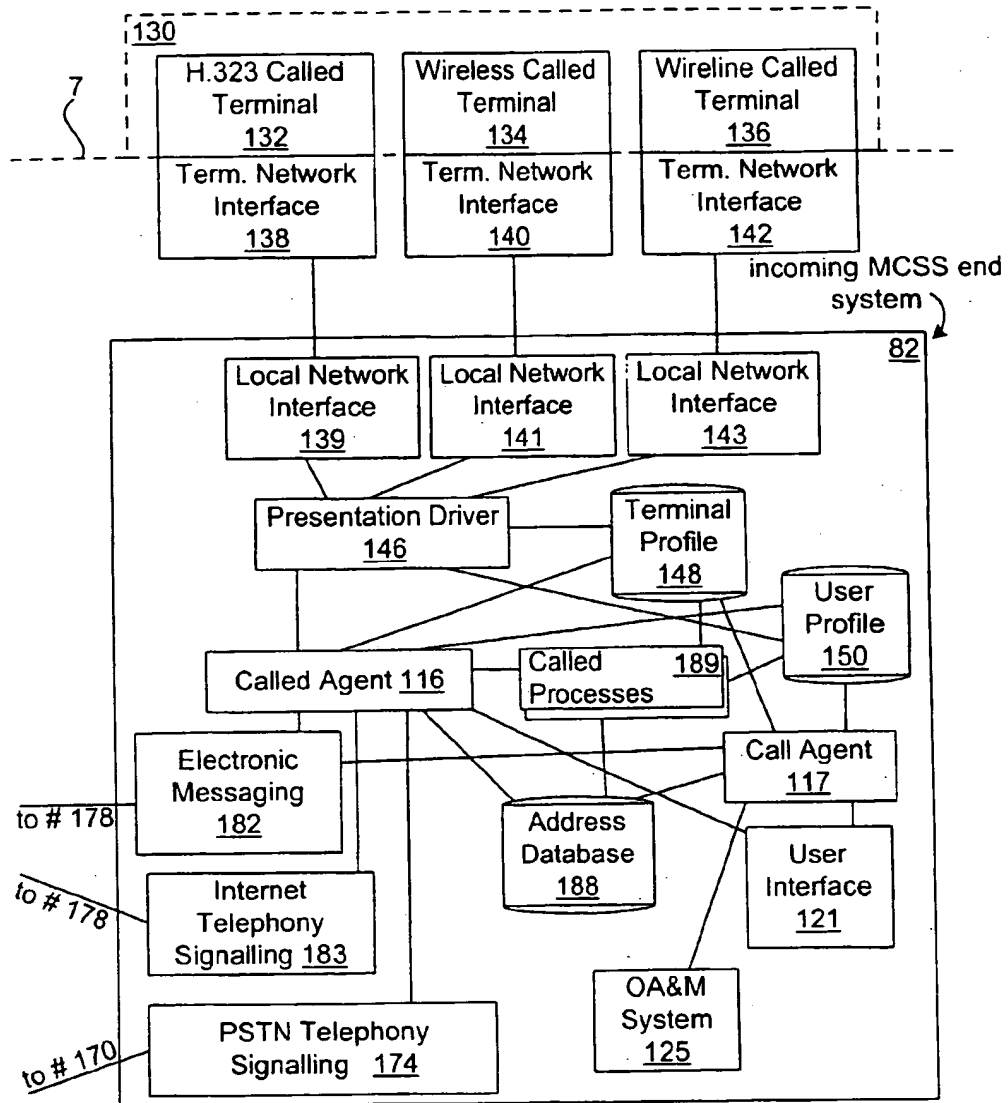 130
H.323 Called
Terminal
132
Wireless Called
Terminal
134
Wireline Called
Terminal
136
7
Term. Network
Interface
138
Term. Network
Interface
140
Term. Network
Interface
142
incoming MCSS end
system
82
Local Network
Interface
139
Local Network
Interface
141
Local Network
Interface
143
Presentation Driver
146
Terminal
Profile
148
User
Profile
150
Called Agent 116
Called
Processes
189
Electronic
Messaging
182
Call Agent
117
to # 178
Address
Database
188
User
Interface
121
to # 178
Internet
Telephony
Signalling 183
OA&M
System
125
PSTN Telephony
Signalling 174
to # 170